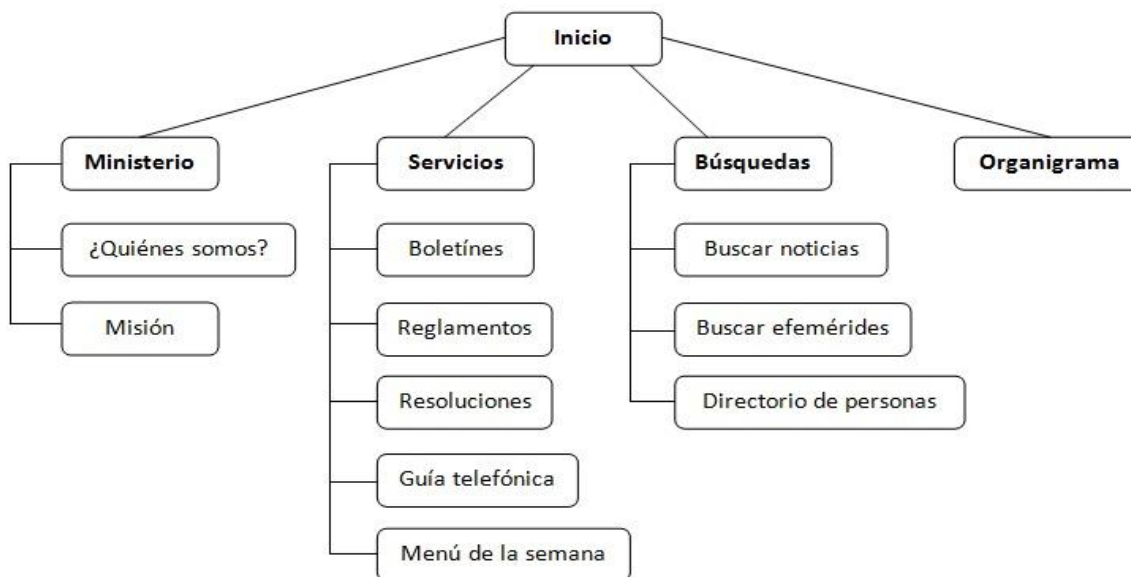 Inicio
Ministerio
¿Quiénes somos?
Misión
Servicios
Boletínes
Reglamentos
Resoluciones
Guía telefónica
Menú de la semana
Búsquedas
Buscar noticias
Buscar efemérides
Directorio de personas
Organigrama